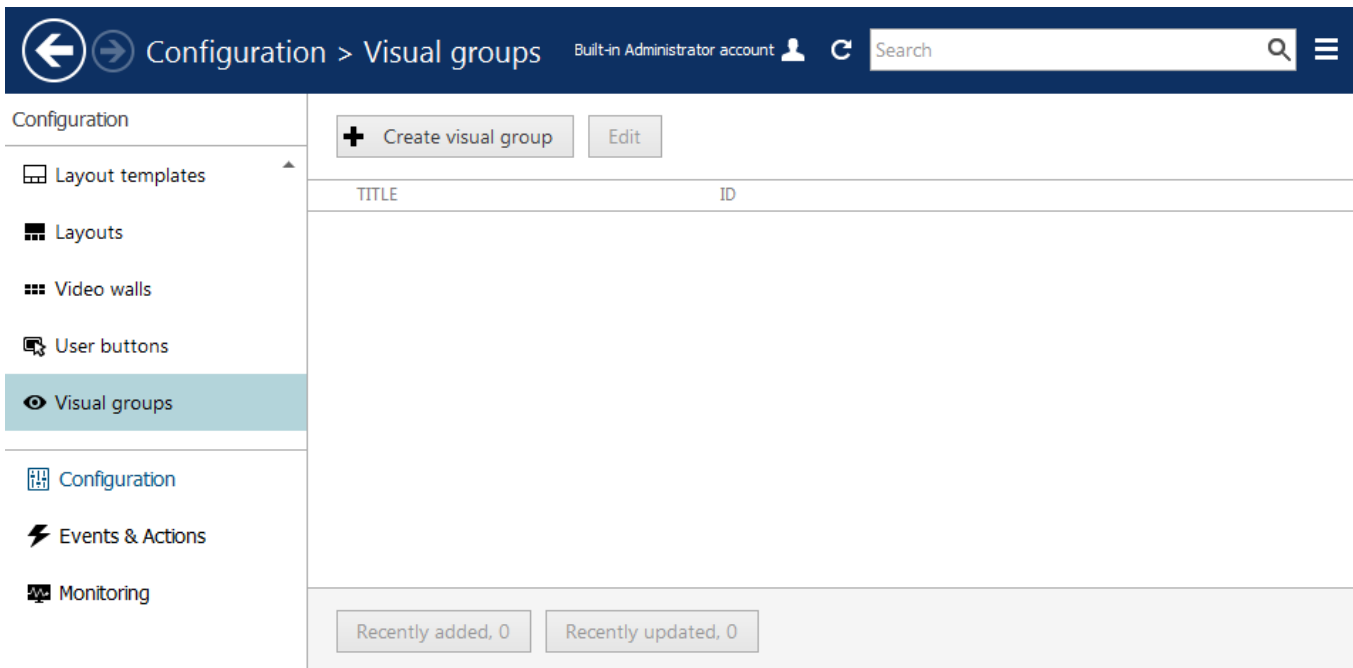 Configuration > Visual groups
Built-in Administrator account
Search
Configuration
Layout templates
Layouts
Video walls
User buttons
Visual groups
Configuration
Events & Actions
Monitoring
Create visual group
Edit
TITLE
ID
Recently added, 0
Recently updated, 0